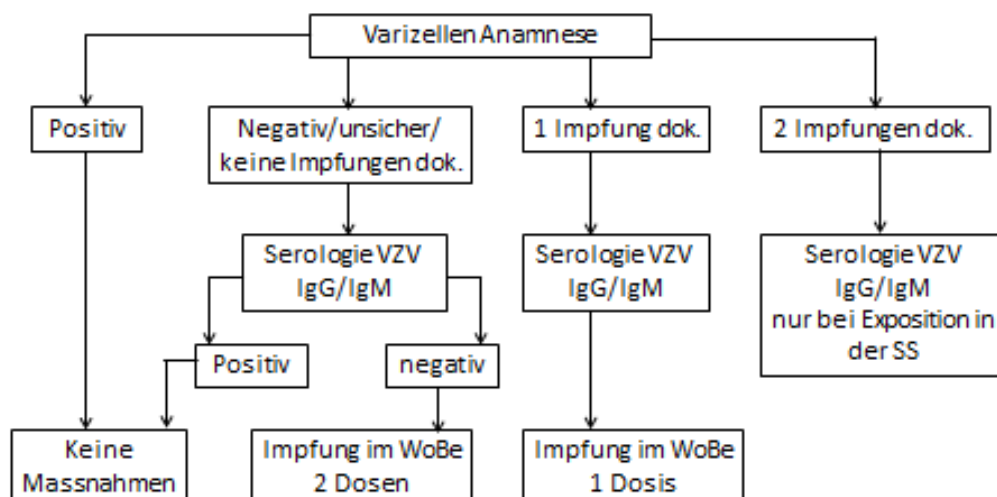 Varizellen Anamnese
Positiv
Negativ/unsicher/
keine Impfungen dok.
1 Impfung dok.
2 Impfungen dok.
Serologie VZV
IgG/IgM
Serologie VZV
IgG/IgM
Serologie VZV
IgG/IgM
nur bei Exposition in
der SS
Positiv
negativ
Keine
Massnahmen
Impfung im WoBe
2 Dosen
Impfung im WoBe
1 Dosis